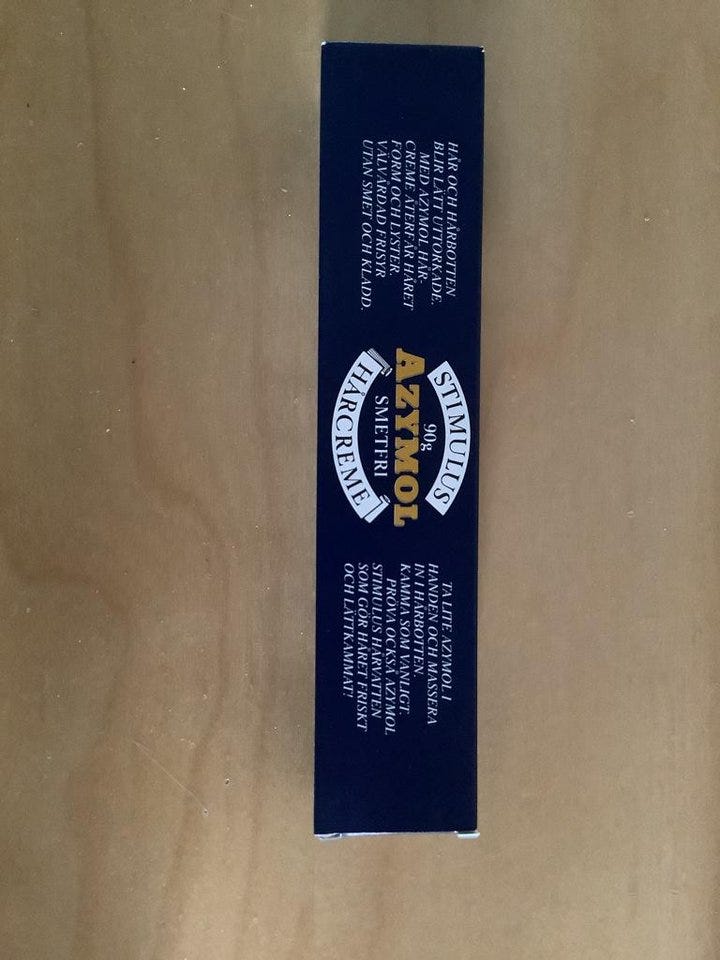 HÅR OCH HÅRBOTTEN
BLIR LÄTT UTTORKADE.
MED AZYMOL HÅR-
CREME ÅTERFÅR HÅRET
FORM OCH LYSTER.
VÄLVÅRDAD FRISYR
UTAN SMET OCH KLADD.
STIMULUS
90g
AZYMOL
SMETFRI
HÅRCREME
TA LITE AZYMOL I
HANDEN OCH MASSERA
IN I HÅRBOTTEN.
KAMMA SOM VANLIGT.
PRÖVA OCKSÅ AZYMOL
STIMULUS HÅRVATTEN
SOM GÖR HÅRET FRISKT
OCH LÄTTKAMMAT!